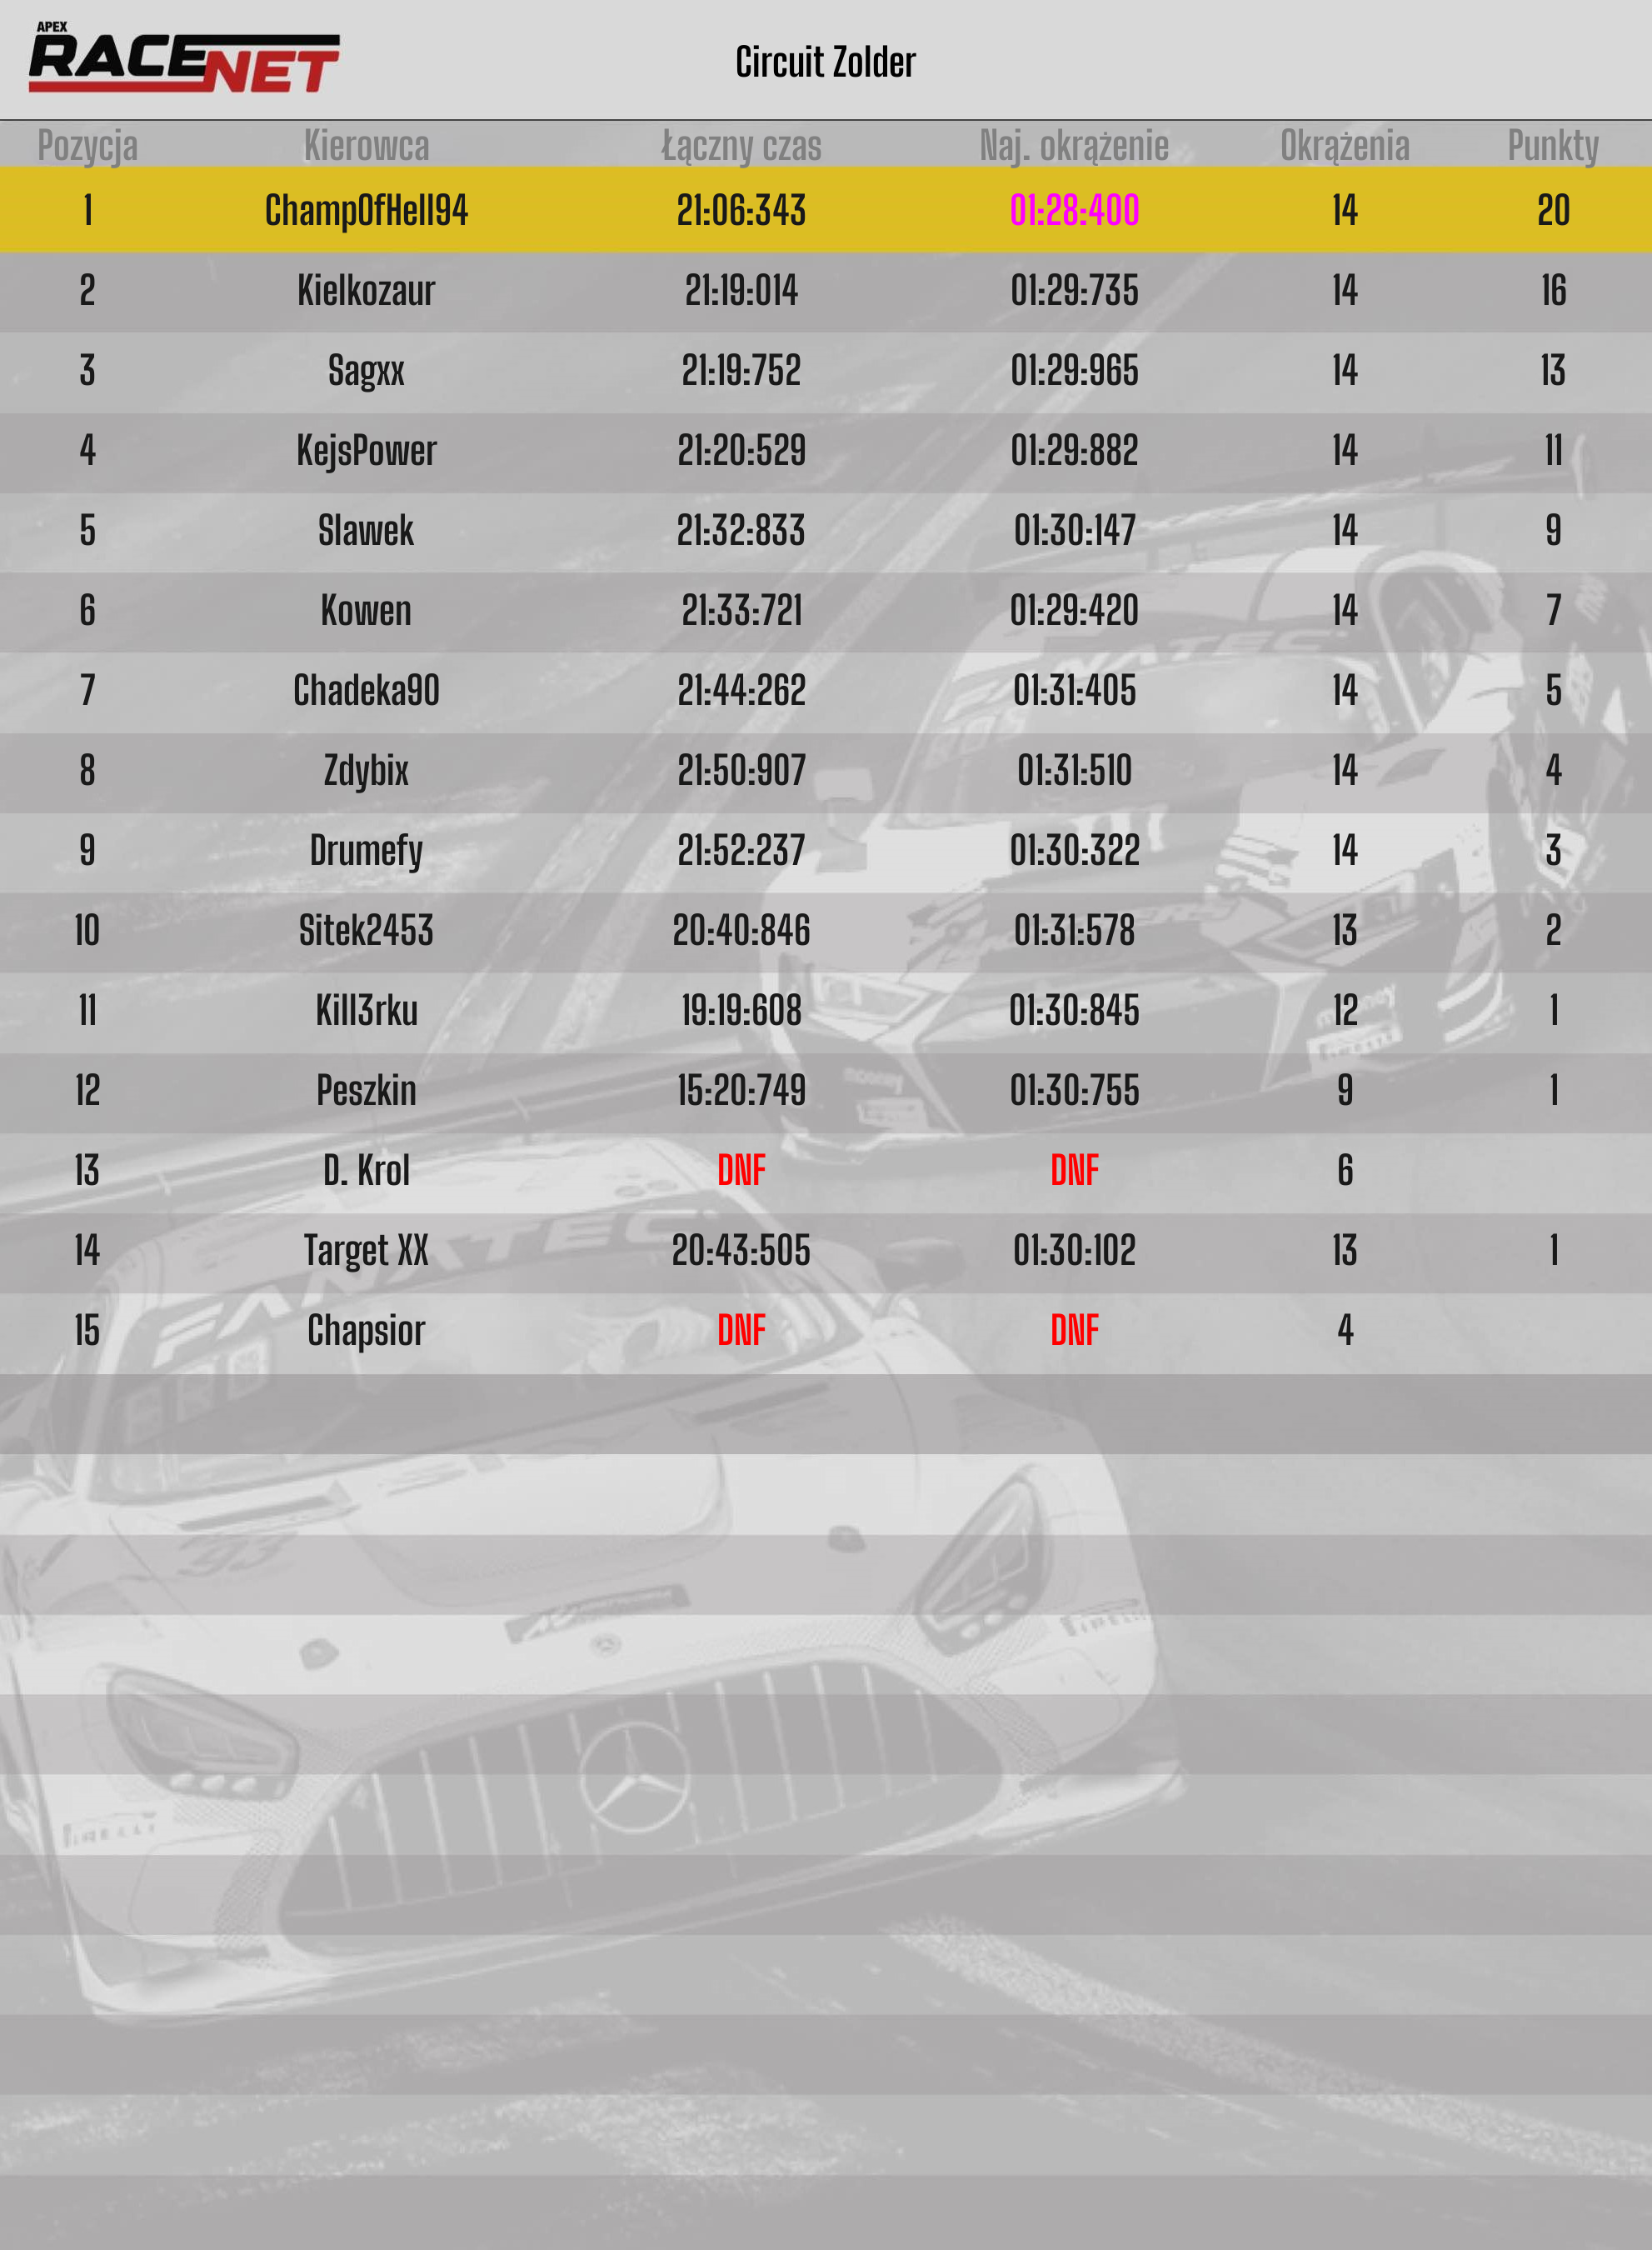 APEX
RACENET
Circuit Zolder
Pozycja Kierowca Łączny czas Naj. okrążenie Okrążenia Punkty
1 ChampOfHell94 21:06:343 01:28:400 14 20
2 Kielkozaur 21:19:014 01:29:735 14 16
3 Sagxx 21:19:752 01:29:965 14 13
4 KejsPower 21:20:529 01:29:882 14 11
5 Slawek 21:32:833 01:30:147 14 9
6 Kowen 21:33:721 01:29:420 14 7
7 Chadeka90 21:44:262 01:31:405 14 5
8 Zdybix 21:50:907 01:31:510 14 4
9 Drumefy 21:52:237 01:30:322 14 3
10 Sitek2453 20:40:846 01:31:578 13 2
11 Kill3rku 19:19:608 01:30:845 12 1
12 Peszkin 15:20:749 01:30:755 9 1
13 D. Krol DNF DNF 6
14 Target XX 20:43:505 01:30:102 13 1
15 Chapsior DNF DNF 4
FANATEC
FANATEC
93
PIRELLI
PIRELLI